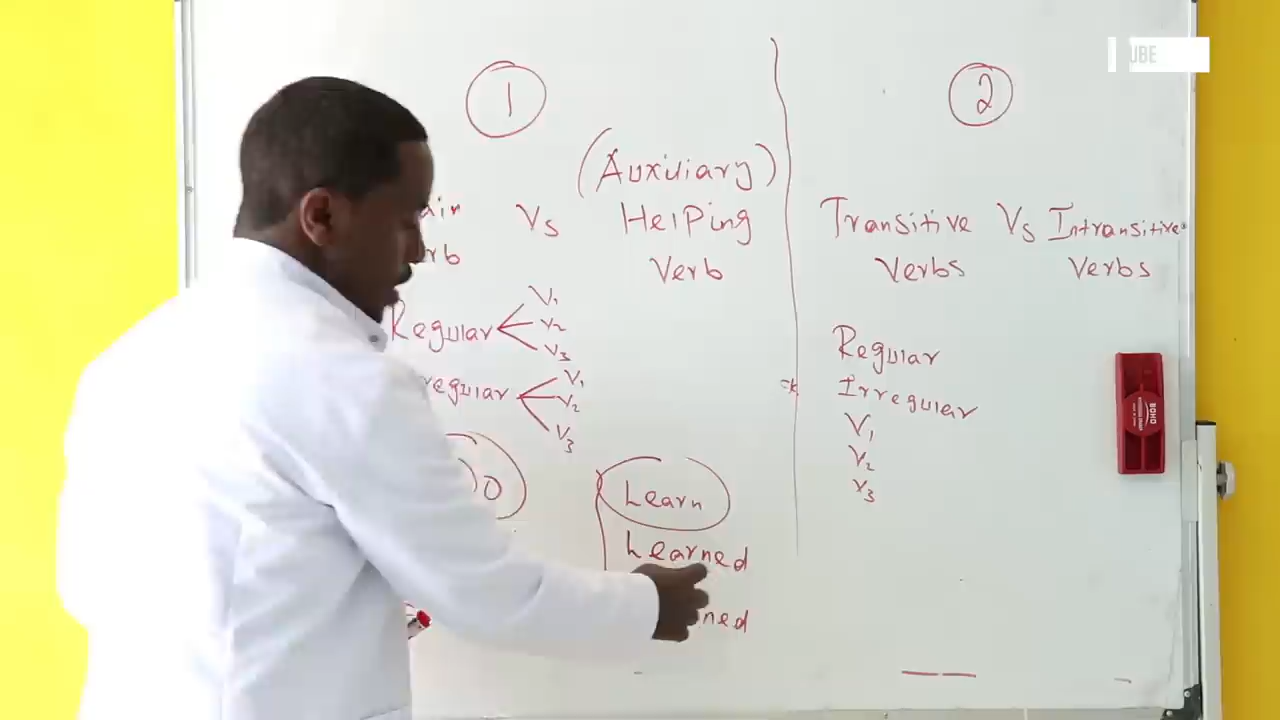 1
(Auxiliary)
Vs
Helping
Verb
Regular
V1
V2
V3
V1
V2
V3
Learn
Learned
2
Transitive Vs Intransitive
Verbs Verbs
Regular
Irregular
V1
V2
V3